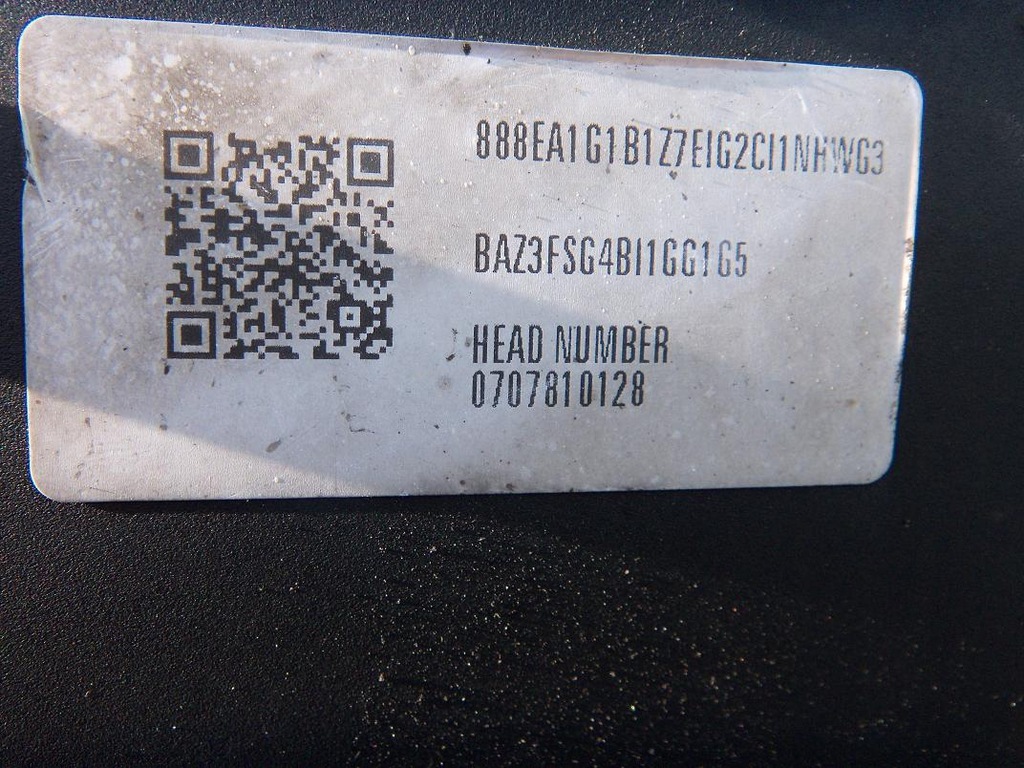 888EA1G1B1Z7EIG2CI1NHWG3
BAZ3FSG4BI1GG1G5
HEAD NUMBER
0707810128